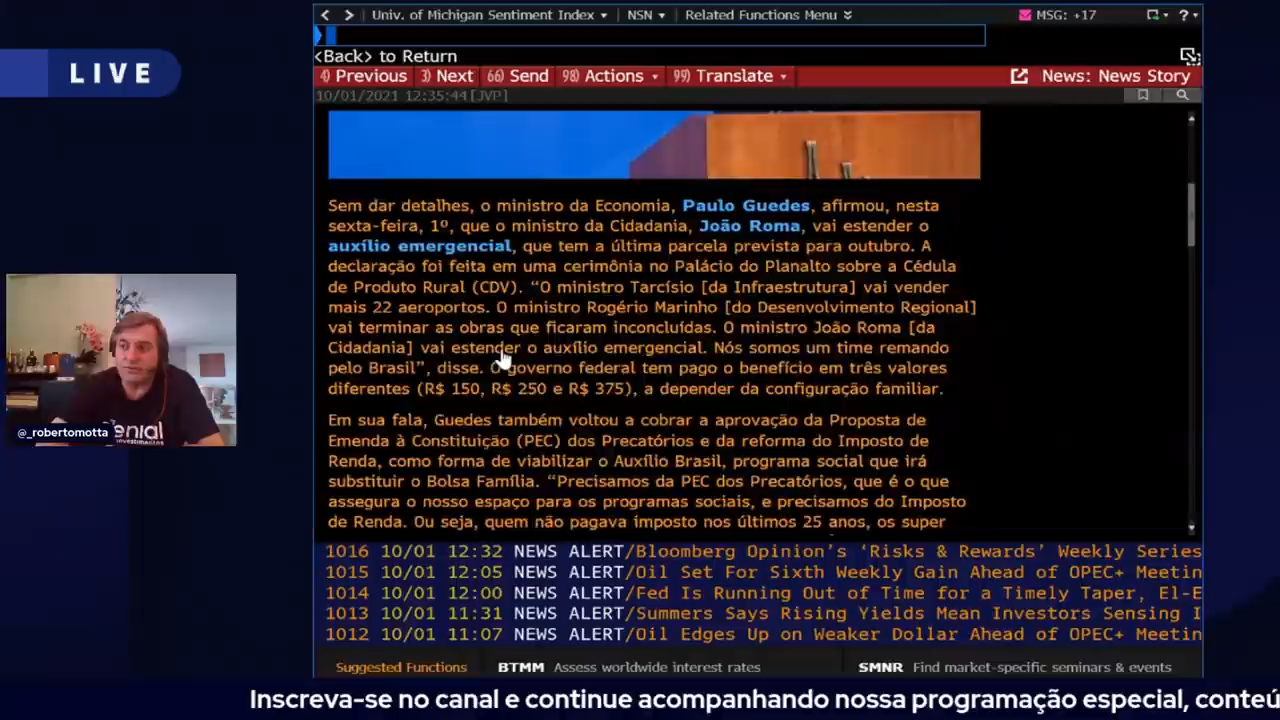 LIVE
Univ. of Michigan Sentiment Index
NSN
Related Functions Menu
MSG: +17
?
<Back> to Return
4) Previous
3) Next
66) Send
98) Actions
99) Translate
News: News Story
10/01/2021 12:35:44 [JVP]
Sem dar detalhes, o ministro da Economia, Paulo Guedes, afirmou, nesta
sexta-feira, 1º, que o ministro da Cidadania, João Roma, vai estender o
auxílio emergencial, que tem a última parcela prevista para outubro. A
declaração foi feita em uma cerimônia no Palácio do Planalto sobre a Cédula
de Produto Rural (CDV). “O ministro Tarcísio [da Infraestrutura] vai vender
mais 22 aeroportos. O ministro Rogério Marinho [do Desenvolvimento Regional]
vai terminar as obras que ficaram inconcluídas. O ministro João Roma [da
Cidadania] vai estender o auxílio emergencial. Nós somos um time remando
pelo Brasil”, disse. O governo federal tem pago o benefício em três valores
diferentes (R$ 150, R$ 250 e R$ 375), a depender da configuração familiar.
Em sua fala, Guedes também voltou a cobrar a aprovação da Proposta de
Emenda à Constituição (PEC) dos Precatórios e da reforma do Imposto de
Renda, como forma de viabilizar o Auxílio Brasil, programa social que irá
substituir o Bolsa Família. “Precisamos da PEC dos Precatórios, que é o que
assegura o nosso espaço para os programas sociais, e precisamos do Imposto
de Renda. Ou seja, quem não pagava imposto nos últimos 25 anos, os super
@_robertomotta
enial
investimentos
1016 10/01 12:32 NEWS ALERT/Bloomberg Opinion’s ‘Risks & Rewards’ Weekly Series
1015 10/01 12:05 NEWS ALERT/Oil Set For Sixth Weekly Gain Ahead of OPEC+ Meetin
1014 10/01 12:00 NEWS ALERT/Fed Is Running Out of Time for a Timely Taper, El-E
1013 10/01 11:31 NEWS ALERT/Summers Says Rising Yields Mean Investors Sensing I
1012 10/01 11:07 NEWS ALERT/Oil Edges Up on Weaker Dollar Ahead of OPEC+ Meetin
Suggested Functions
BTMM Assess worldwide interest rates
SMNR Find market-specific seminars & events
Inscreva-se no canal e continue acompanhando nossa programação especial, conteú